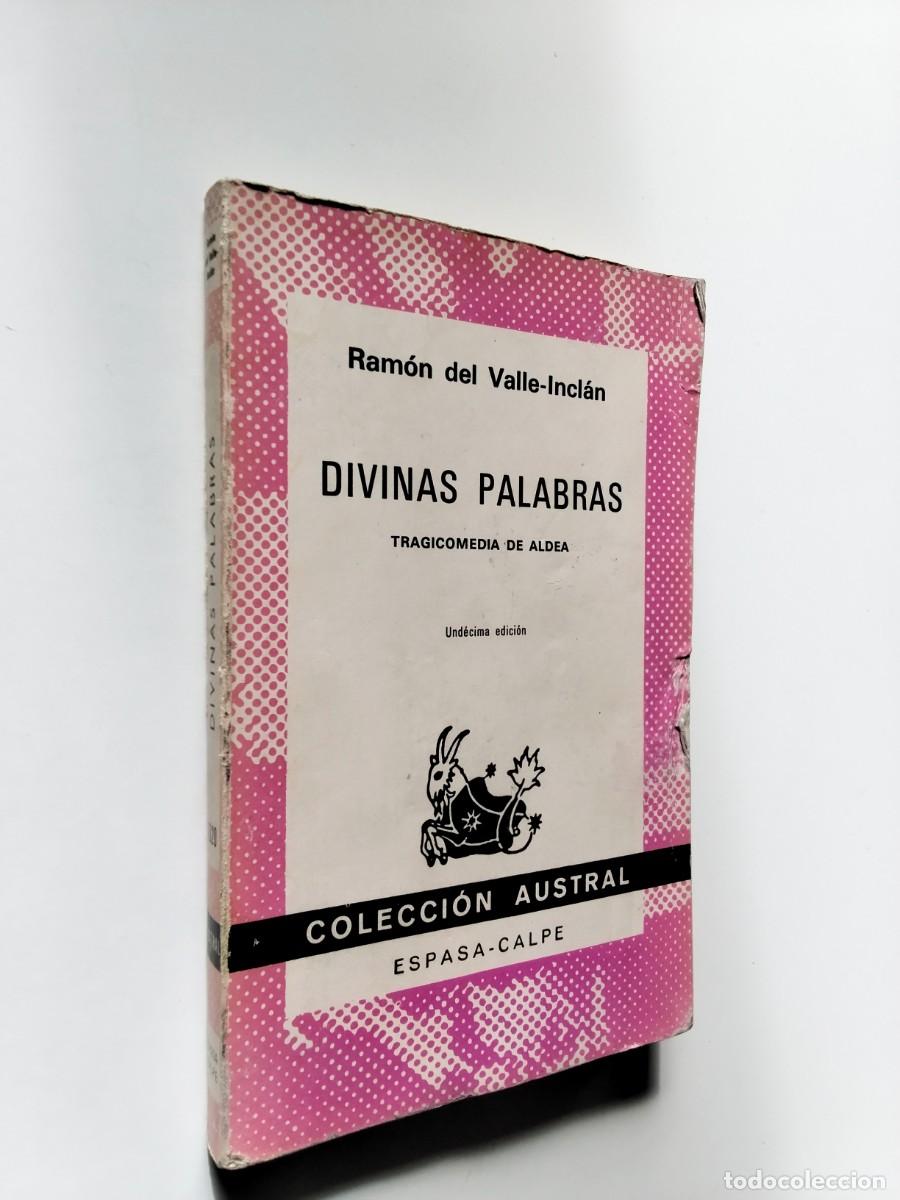 Ramón del Valle-Inclán
DIVINAS PALABRAS
TRAGICOMEDIA DE ALDEA
Undécima edición
COLECCIÓN AUSTRAL
ESPASA-CALPE
DIVINAS PALABRAS
todocoleccion